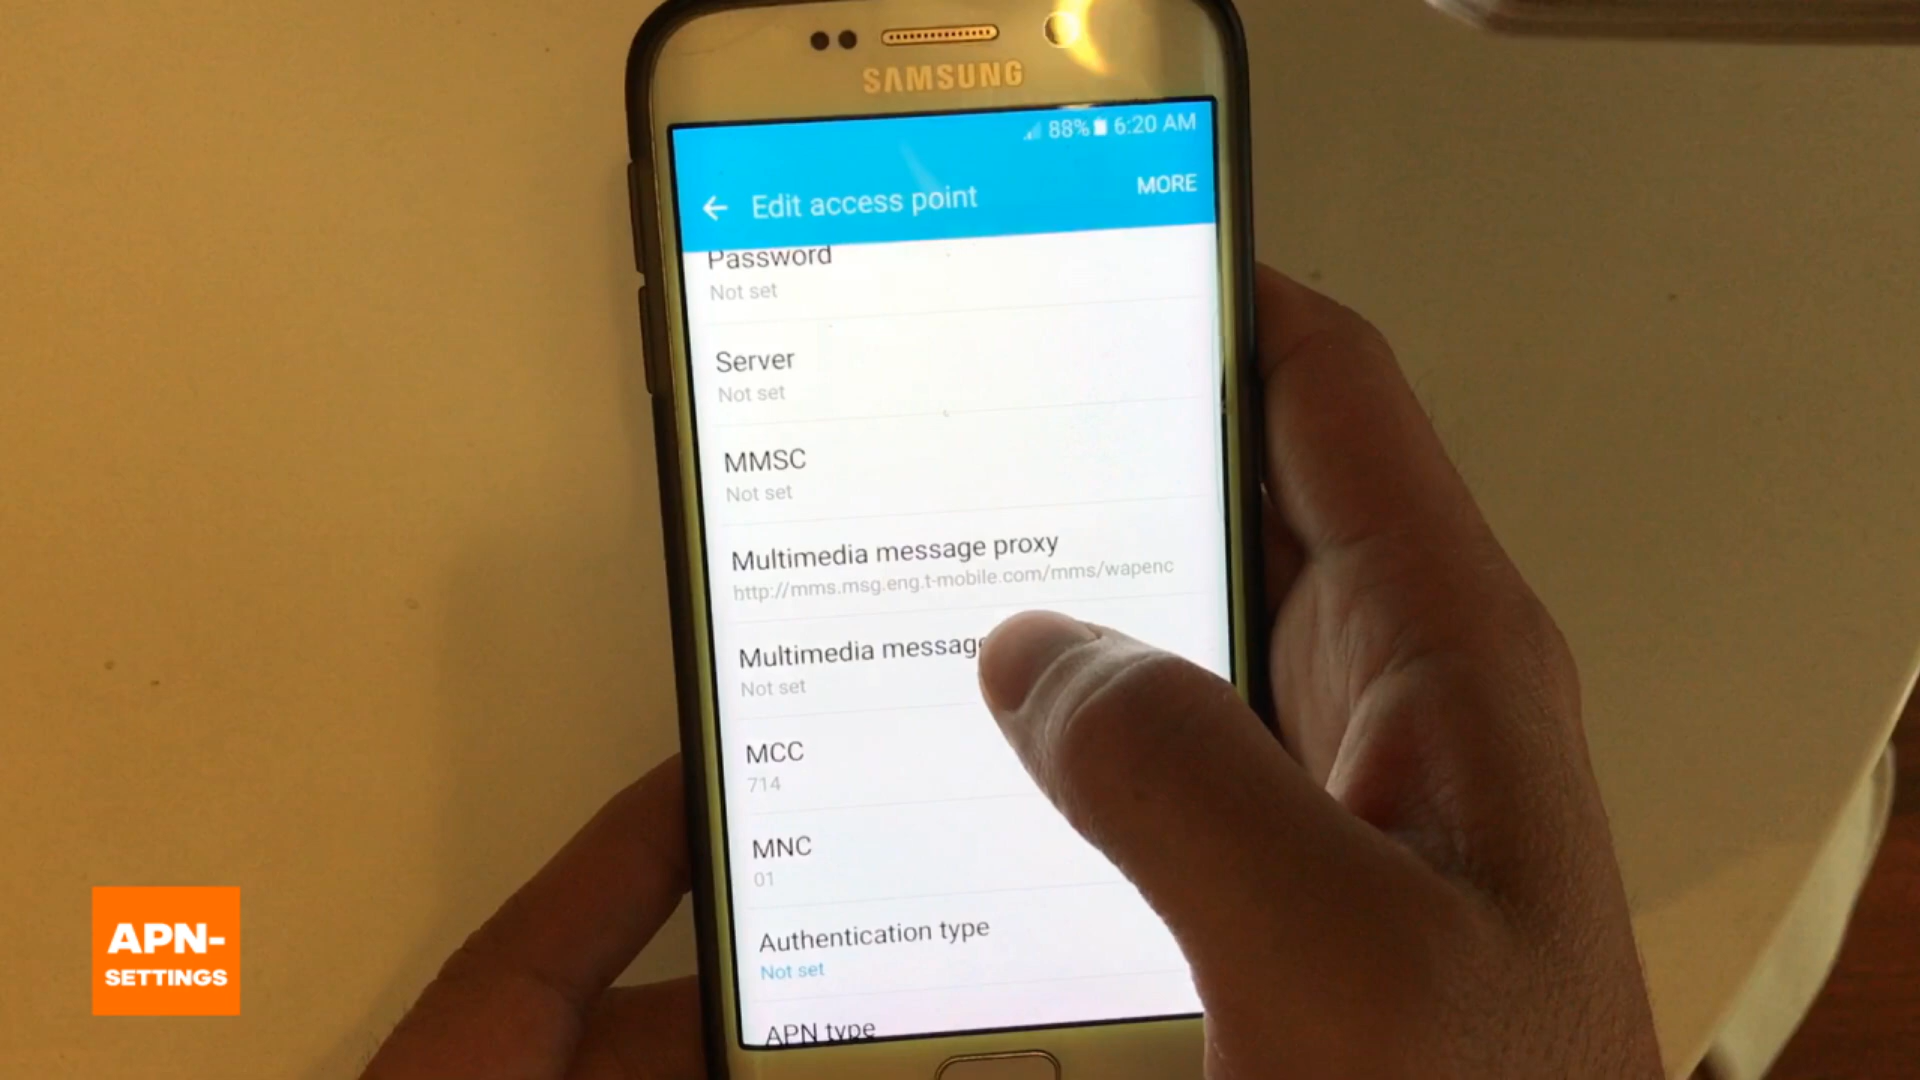 SAMSUNG
88% 6:20 AM
Edit access point
MORE
Password
Not set
Server
Not set
MMSC
Not set
Multimedia message proxy
http://mms.msg.eng.t-mobile.com/mms/wapenc
Multimedia message
Not set
MCC
714
MNC
01
Authentication type
Not set
APN type
APN-
SETTINGS